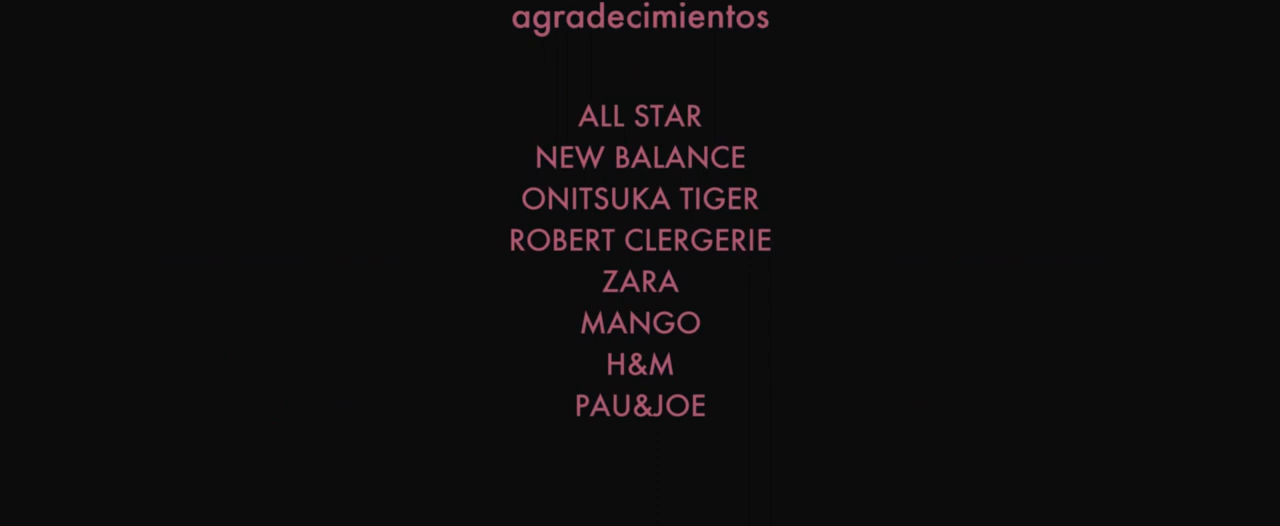 agradecimientos
ALL STAR
NEW BALANCE
ONITSUKA TIGER
ROBERT CLERGERIE
ZARA
MANGO
H&M
PAU&JOE